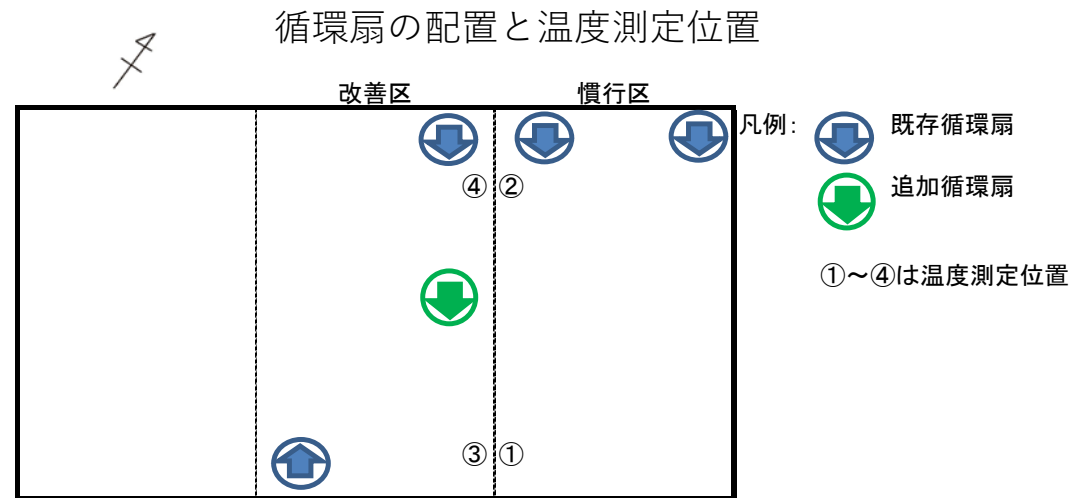 循環扇の配置と温度測定位置
改善区
慣行区
凡例：
既存循環扇
追加循環扇
④
②
①～④は温度測定位置
③
①